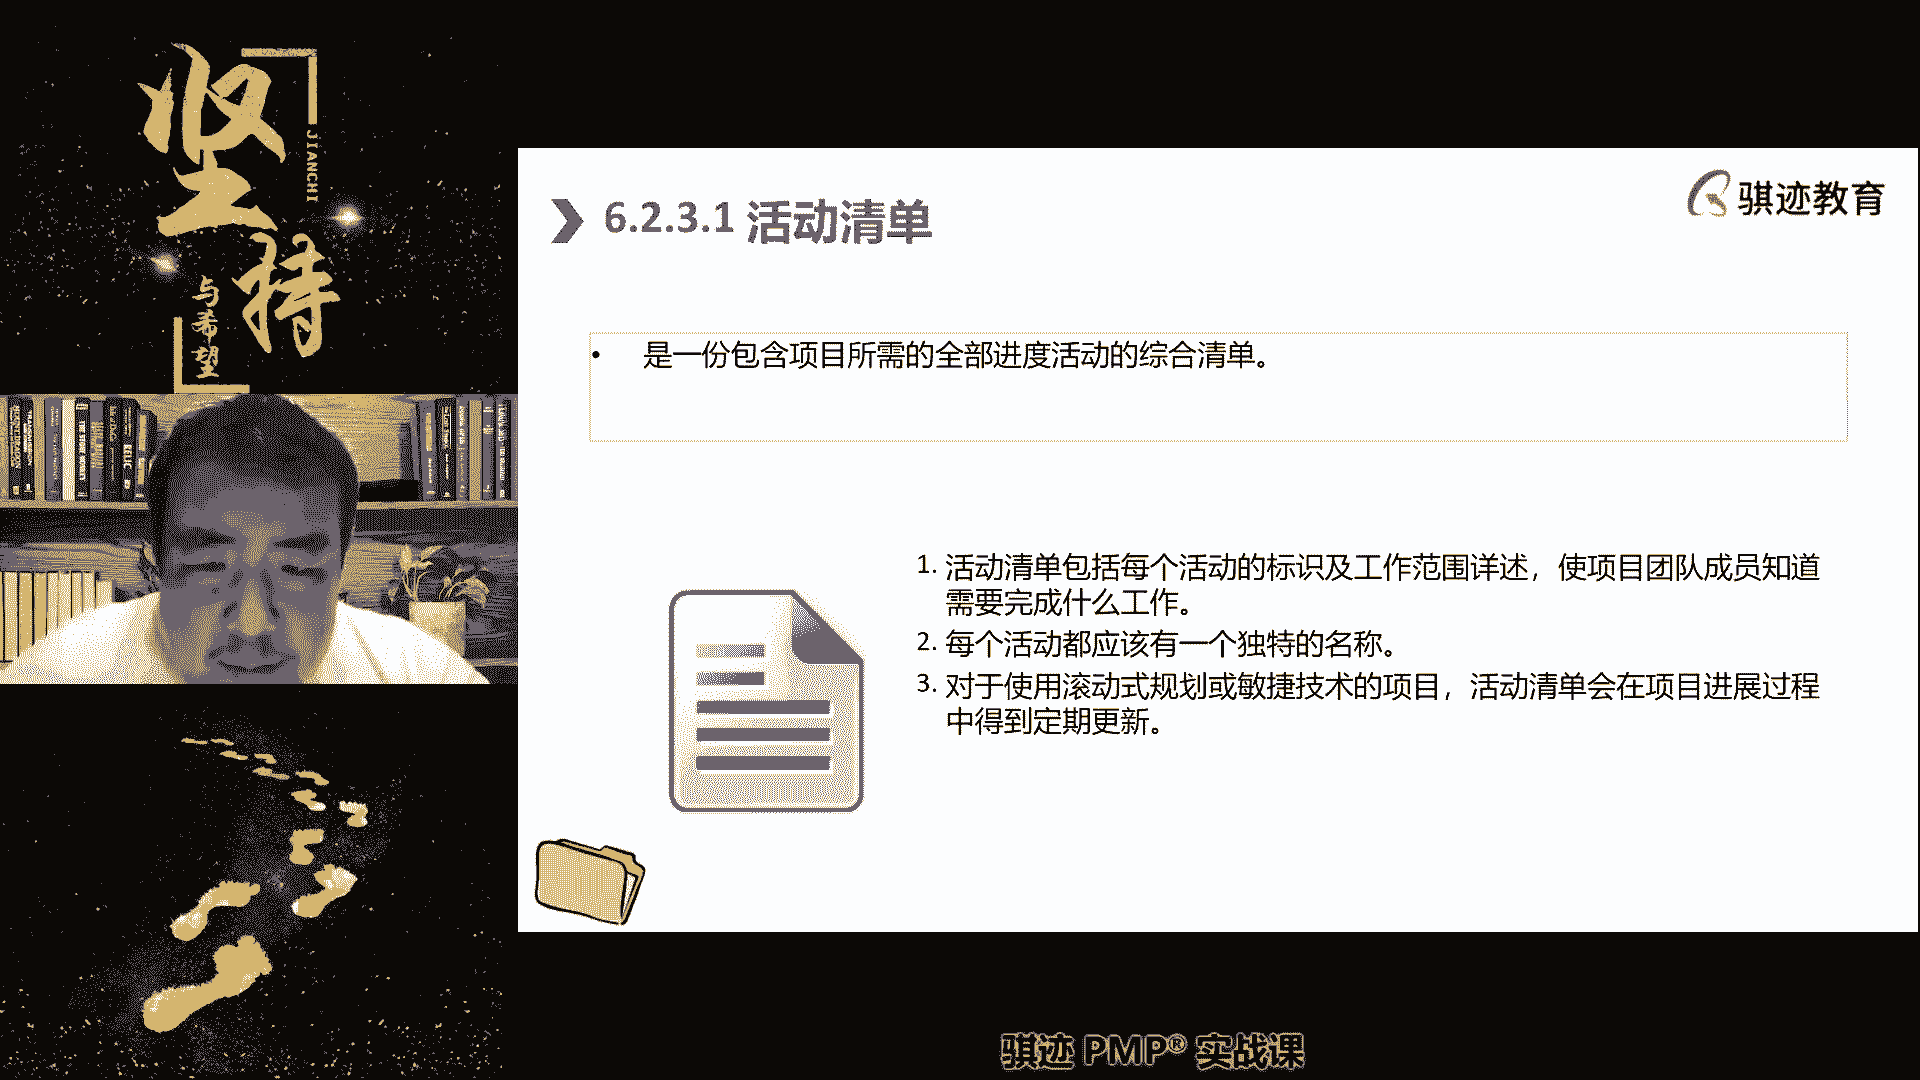 坚持
JIANCHI
与希望
6.2.3.1 活动清单
骐迹教育
• 是一份包含项目所需的全部进度活动的综合清单。
1. 活动清单包括每个活动的标识及工作范围详述，使项目团队成员知道
需要完成什么工作。
2. 每个活动都应该有一个独特的名称。
3. 对于使用滚动式规划或敏捷技术的项目，活动清单会在项目进展过程
中得到定期更新。
骐迹 PMP® 实战课